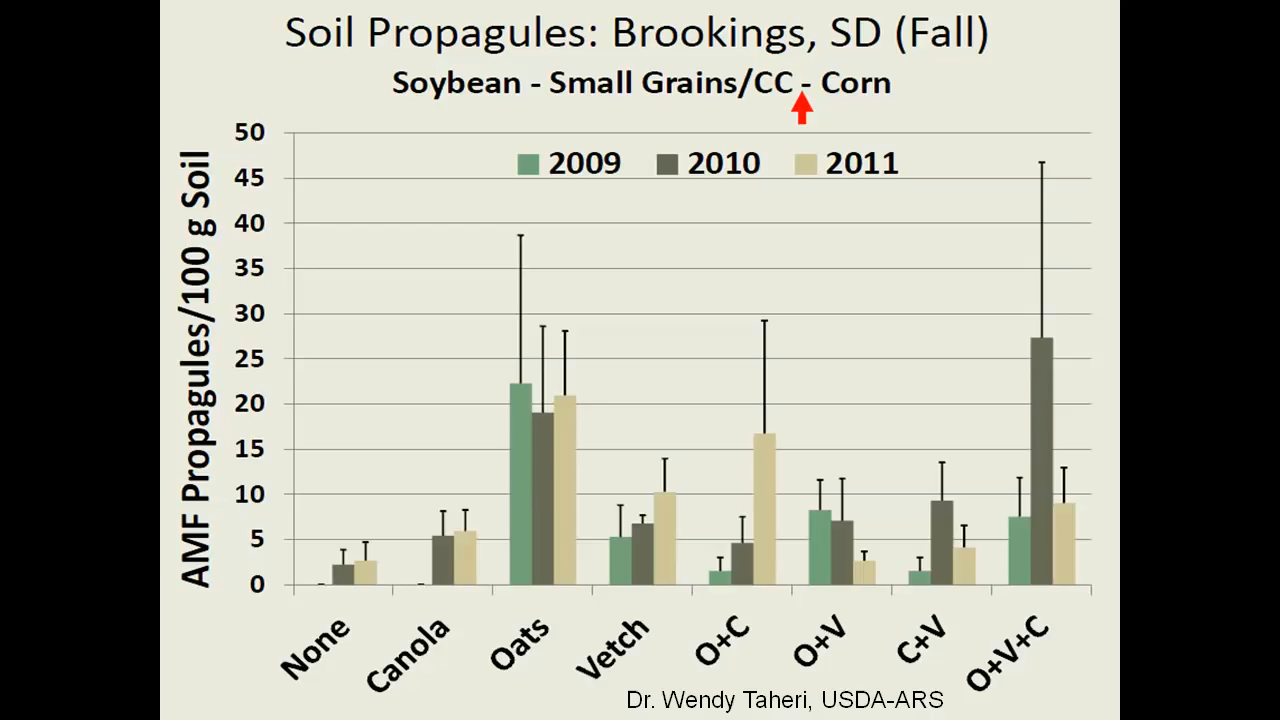 Soil Propagules: Brookings, SD (Fall)
Soybean - Small Grains/CC - Corn
AMF Propagules/100 g Soil
50
45
40
35
30
25
20
15
10
5
0
2009 2010 2011
None Canola Oats Vetch O+C O+V C+V O+V+C
Dr. Wendy Taheri, USDA-ARS